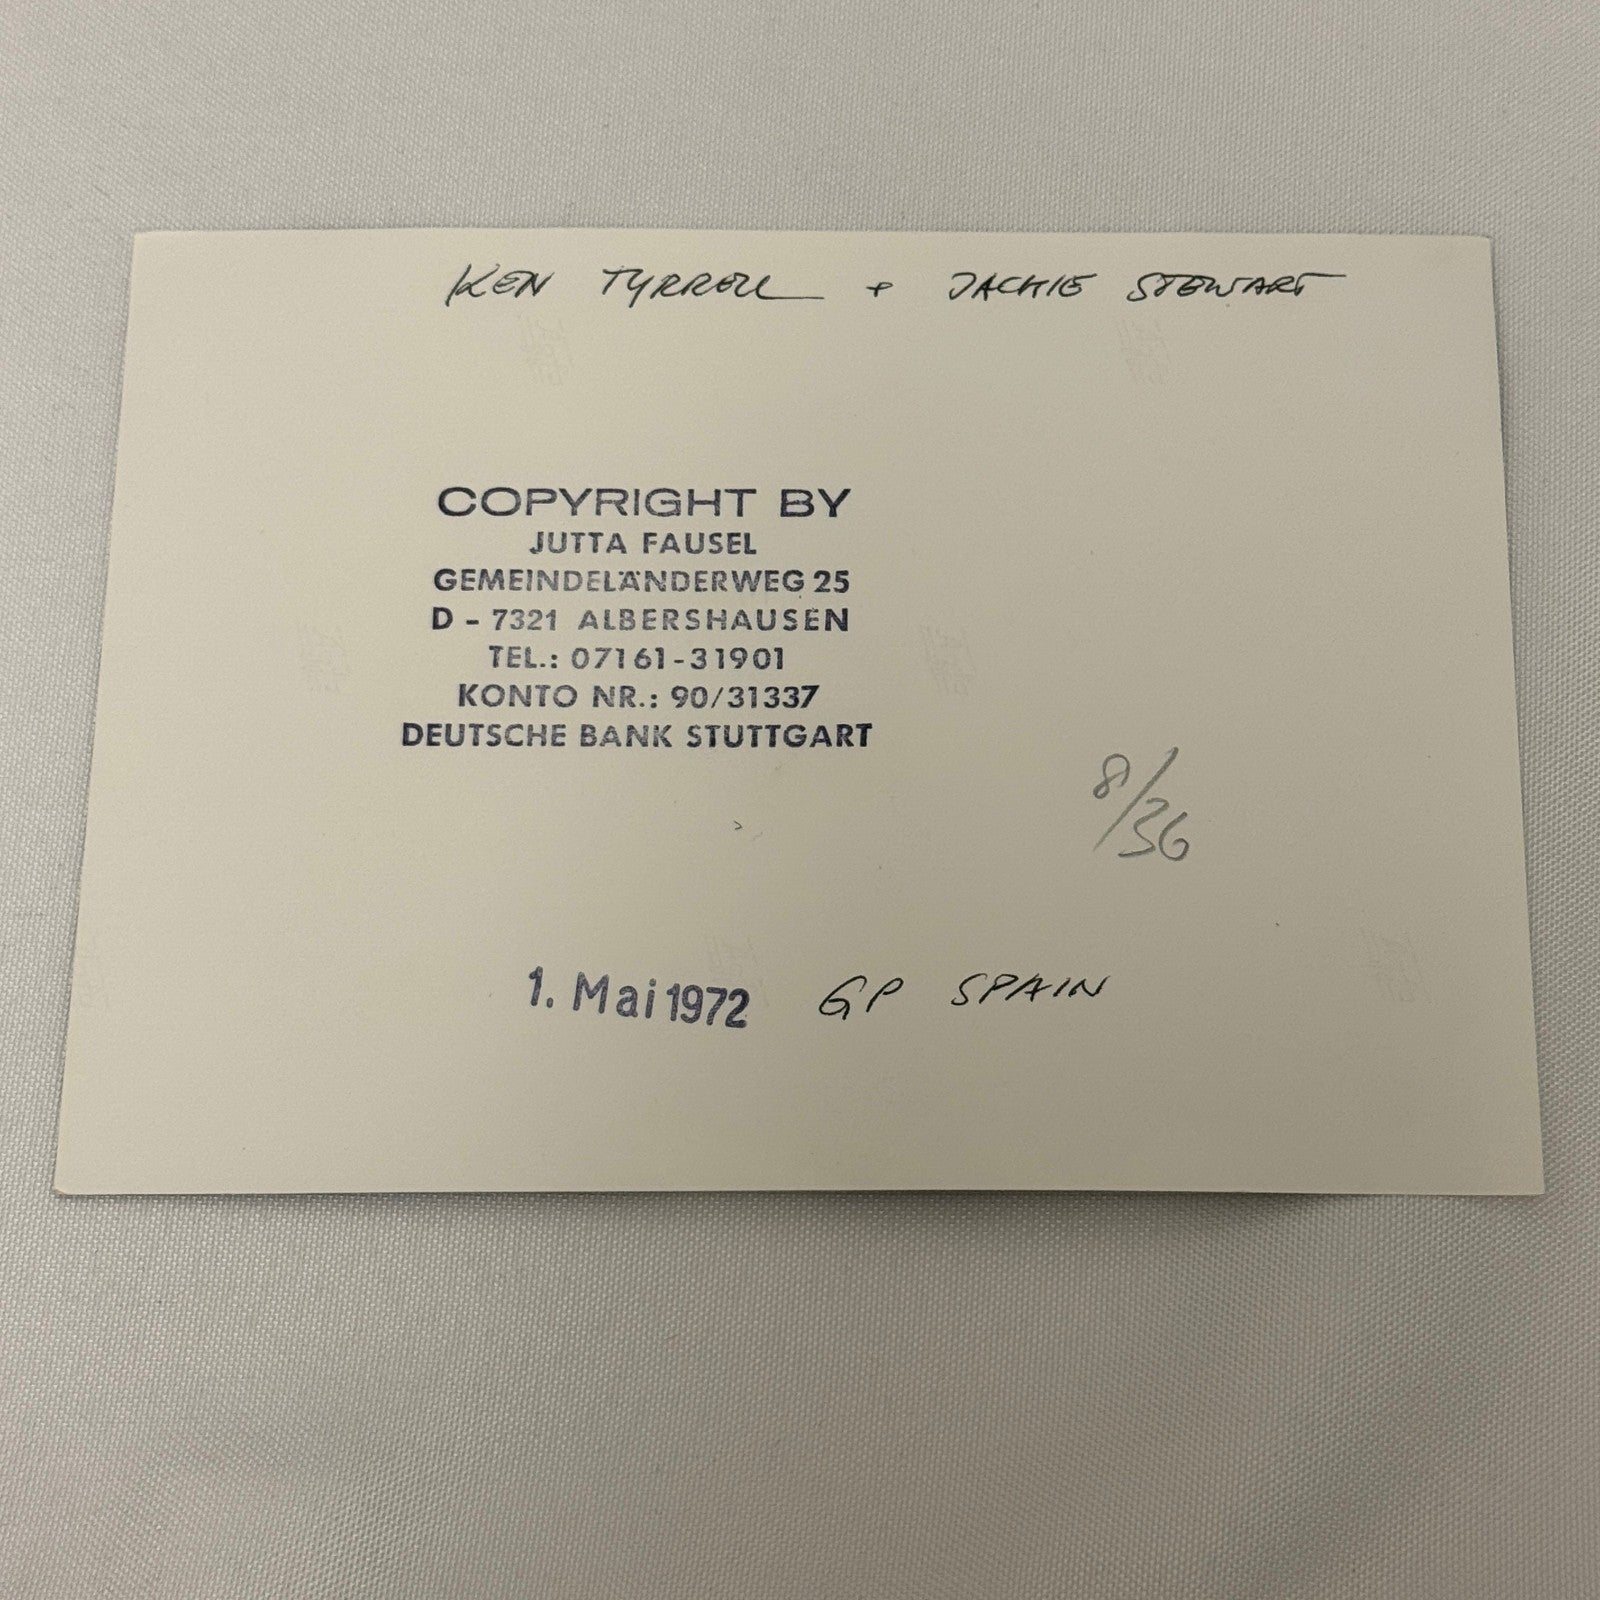 KEN TYRRELL + JACKIE STEWART
COPYRIGHT BY
JUTTA FAUSEL
GEMEINDELÄNDERWEG 25
D - 7321 ALBERSHAUSEN
TEL.: 07161-31901
KONTO NR.: 90/31337
DEUTSCHE BANK STUTTGART
8/36
1. Mai 1972 GP SPAIN